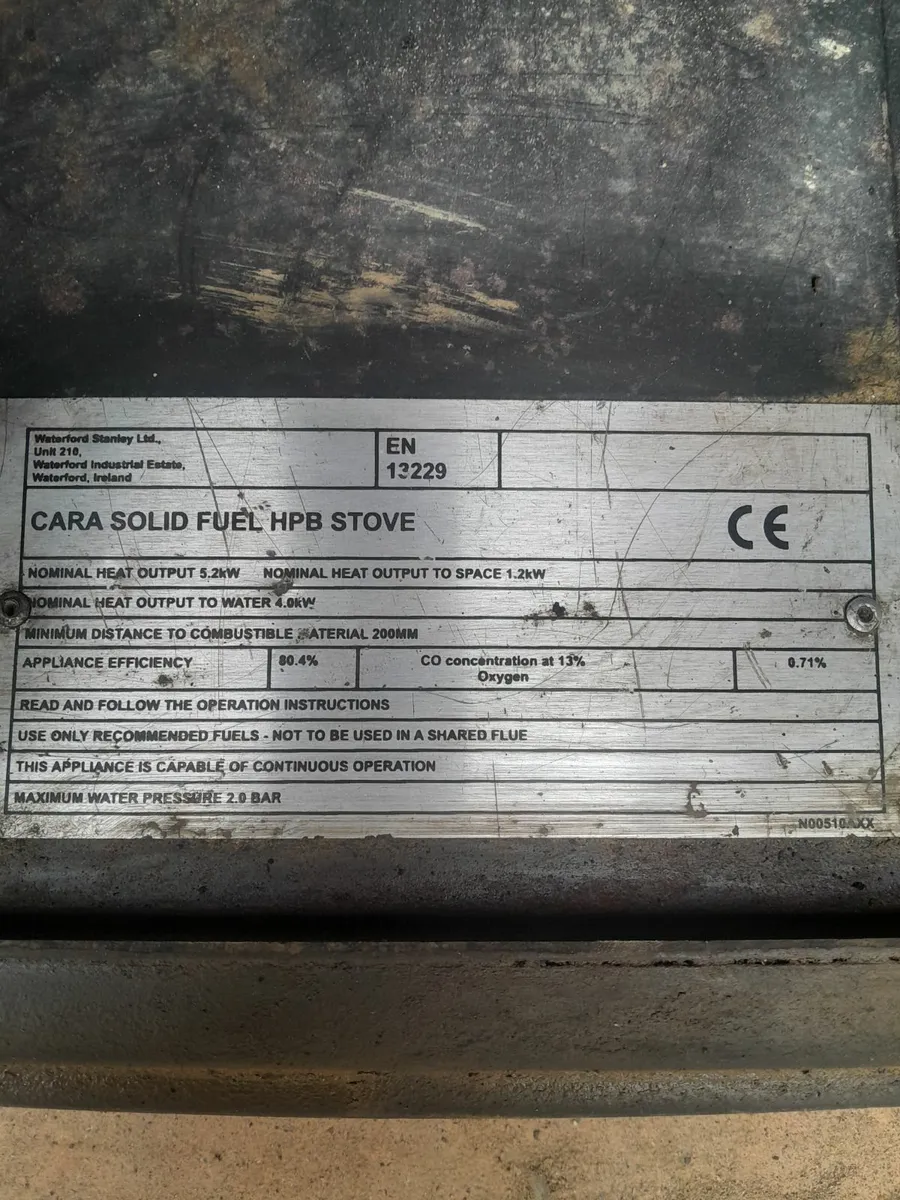 Waterford Stanley Ltd.,
Unit 210,
Waterford Industrial Estate,
Waterford, Ireland
EN
13229
CARA SOLID FUEL HPB STOVE
CE
NOMINAL HEAT OUTPUT 5.2kW NOMINAL HEAT OUTPUT TO SPACE 1.2kW
NOMINAL HEAT OUTPUT TO WATER 4.0kW
MINIMUM DISTANCE TO COMBUSTIBLE MATERIAL 200MM
APPLIANCE EFFICIENCY
80.4%
CO concentration at 13%
Oxygen
0.71%
READ AND FOLLOW THE OPERATION INSTRUCTIONS
USE ONLY RECOMMENDED FUELS - NOT TO BE USED IN A SHARED FLUE
THIS APPLIANCE IS CAPABLE OF CONTINUOUS OPERATION
MAXIMUM WATER PRESSURE 2.0 BAR
N00510AXX